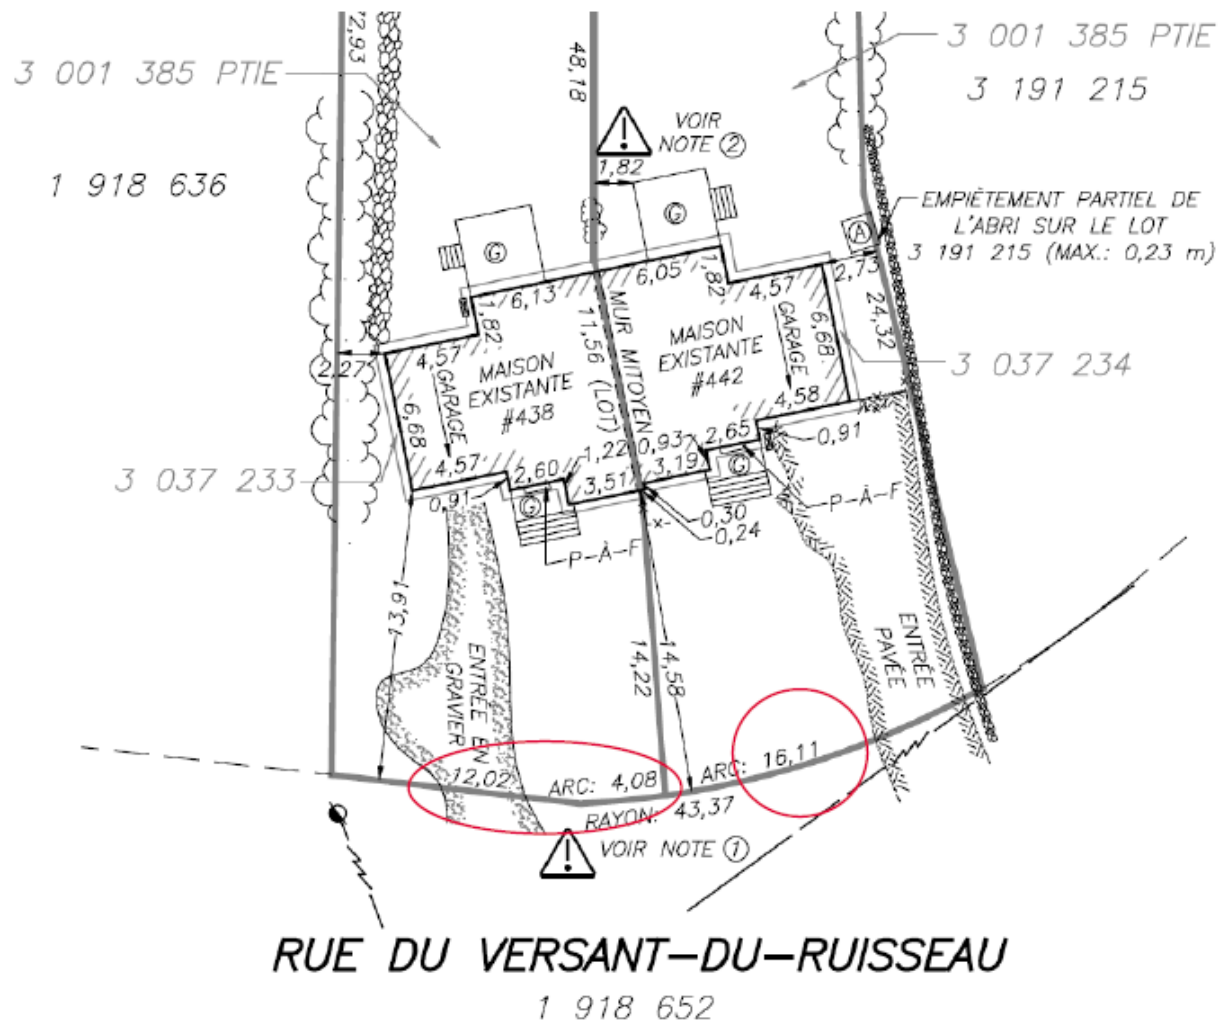 72,93
48,18
3 001 385 PTIE
3 001 385 PTIE
3 191 215
1 918 636
VOIR
NOTE ②
1,82
EMPIÈTEMENT PARTIEL DE
L'ABRI SUR LE LOT
3 191 215 (MAX.: 0,23 m)
G
G
A
2,73
24,32
6,13
6,05
1,82
4,57
1,82
4,57
2,27
MUR MITOYEN
11,56 (LOT)
MAISON
EXISTANTE
#438
MAISON
EXISTANTE
#442
GARAGE
GARAGE
6,68
6,68
3 037 234
4,58
4,57
2,60
1,22
0,93
2,65
0,91
3,51
3,19
3 037 233
0,91
G
G
P-À-F
P-À-F
0,30
0,24
-x-
13,91
14,22
14,58
ENTRÉE EN
GRAVIER
ENTRÉE
PAVÉE
12,02
ARC: 4,08
ARC: 16,11
RAYON: 43,37
VOIR NOTE ①
RUE DU VERSANT-DU-RUISSEAU
1 918 652